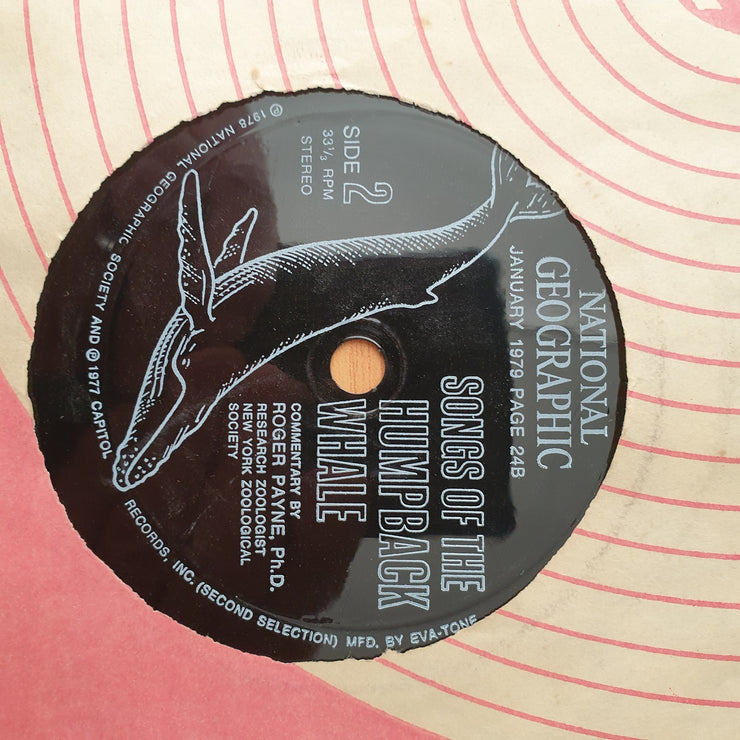 NATIONAL
GEOGRAPHIC
JANUARY 1979 PAGE 24B
SIDE 2
33⅓ RPM
STEREO
SONGS OF THE
HUMPBACK
WHALE
COMMENTARY BY
ROGER PAYNE, Ph.D.
RESEARCH ZOOLOGIST
NEW YORK ZOOLOGICAL
SOCIETY
℗ 1978 NATIONAL GEOGRAPHIC SOCIETY AND ℗ 1977 CAPITOL RECORDS, INC. (SECOND SELECTION) MFD. BY EVA-TONE